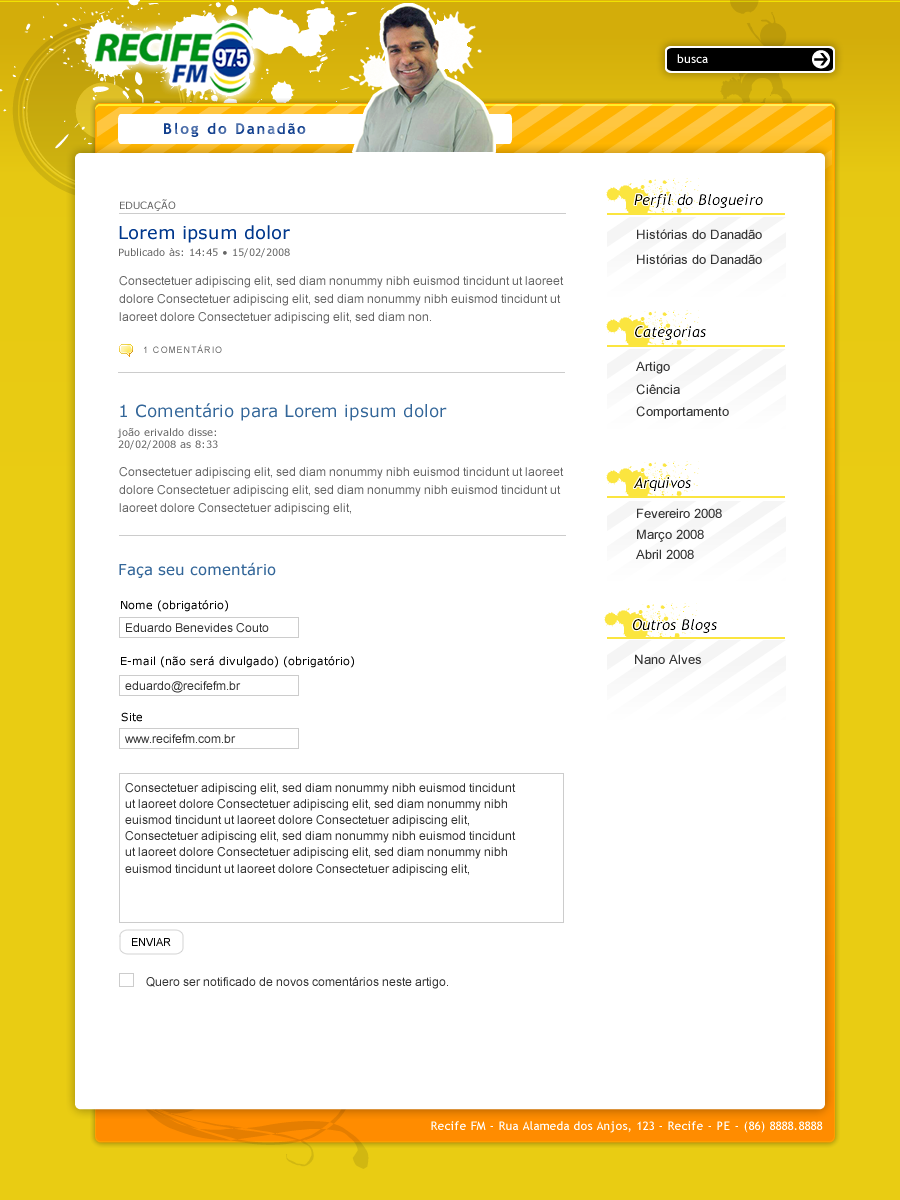 RECIFE
FM 97.5
busca
Blog do Danadão
EDUCAÇÃO
Lorem ipsum dolor
Publicado às: 14:45 • 15/02/2008
Consectetuer adipiscing elit, sed diam nonummy nibh euismod tincidunt ut laoreet
dolore Consectetuer adipiscing elit, sed diam nonummy nibh euismod tincidunt ut
laoreet dolore Consectetuer adipiscing elit, sed diam non.
1 COMENTÁRIO
1 Comentário para Lorem ipsum dolor
joão erivaldo disse:
20/02/2008 as 8:33
Consectetuer adipiscing elit, sed diam nonummy nibh euismod tincidunt ut laoreet
dolore Consectetuer adipiscing elit, sed diam nonummy nibh euismod tincidunt ut
laoreet dolore Consectetuer adipiscing elit,
Faça seu comentário
Nome (obrigatório)
Eduardo Benevides Couto
E-mail (não será divulgado) (obrigatório)
eduardo@recifefm.br
Site
www.recifefm.com.br
Consectetuer adipiscing elit, sed diam nonummy nibh euismod tincidunt
ut laoreet dolore Consectetuer adipiscing elit, sed diam nonummy nibh
euismod tincidunt ut laoreet dolore Consectetuer adipiscing elit,
Consectetuer adipiscing elit, sed diam nonummy nibh euismod tincidunt
ut laoreet dolore Consectetuer adipiscing elit, sed diam nonummy nibh
euismod tincidunt ut laoreet dolore Consectetuer adipiscing elit,
ENVIAR
Quero ser notificado de novos comentários neste artigo.
Perfil do Blogueiro
Histórias do Danadão
Histórias do Danadão
Categorias
Artigo
Ciência
Comportamento
Arquivos
Fevereiro 2008
Março 2008
Abril 2008
Outros Blogs
Nano Alves
Recife FM - Rua Alameda dos Anjos, 123 - Recife - PE - (86) 8888.8888